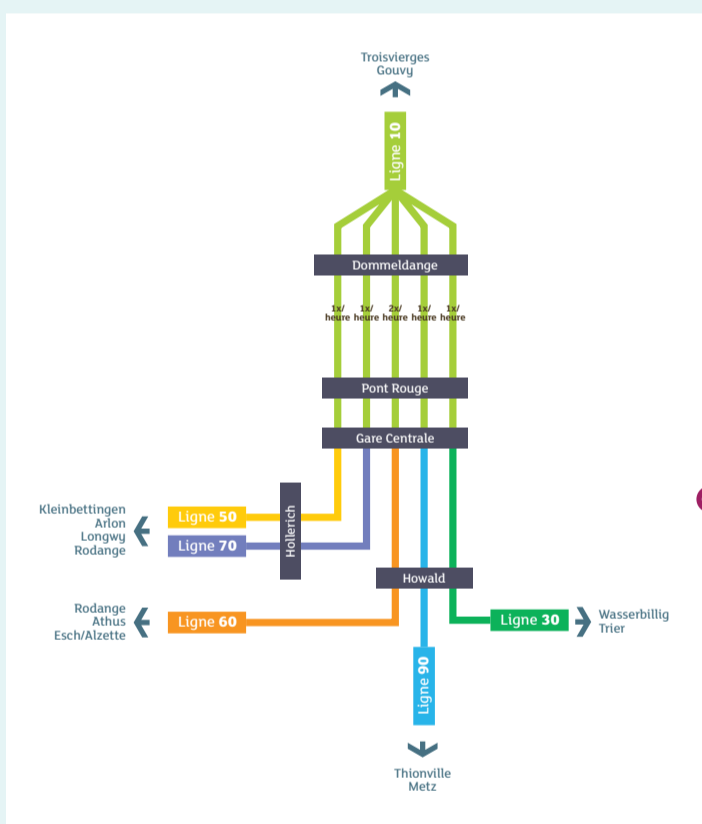 Troisvierges
Gouvy
Ligne 10
Dommeldange
1x/ 1x/ 2x/ 1x/ 1x/
heure heure heure heure heure
Pont Rouge
Gare Centrale
Hollerich
Kleinbettingen
Arlon
Longwy
Rodange
Ligne 50
Ligne 70
Howald
Rodange
Athus
Esch/Alzette
Ligne 60
Ligne 30
Wasserbillig
Trier
Ligne 90
Thionville
Metz